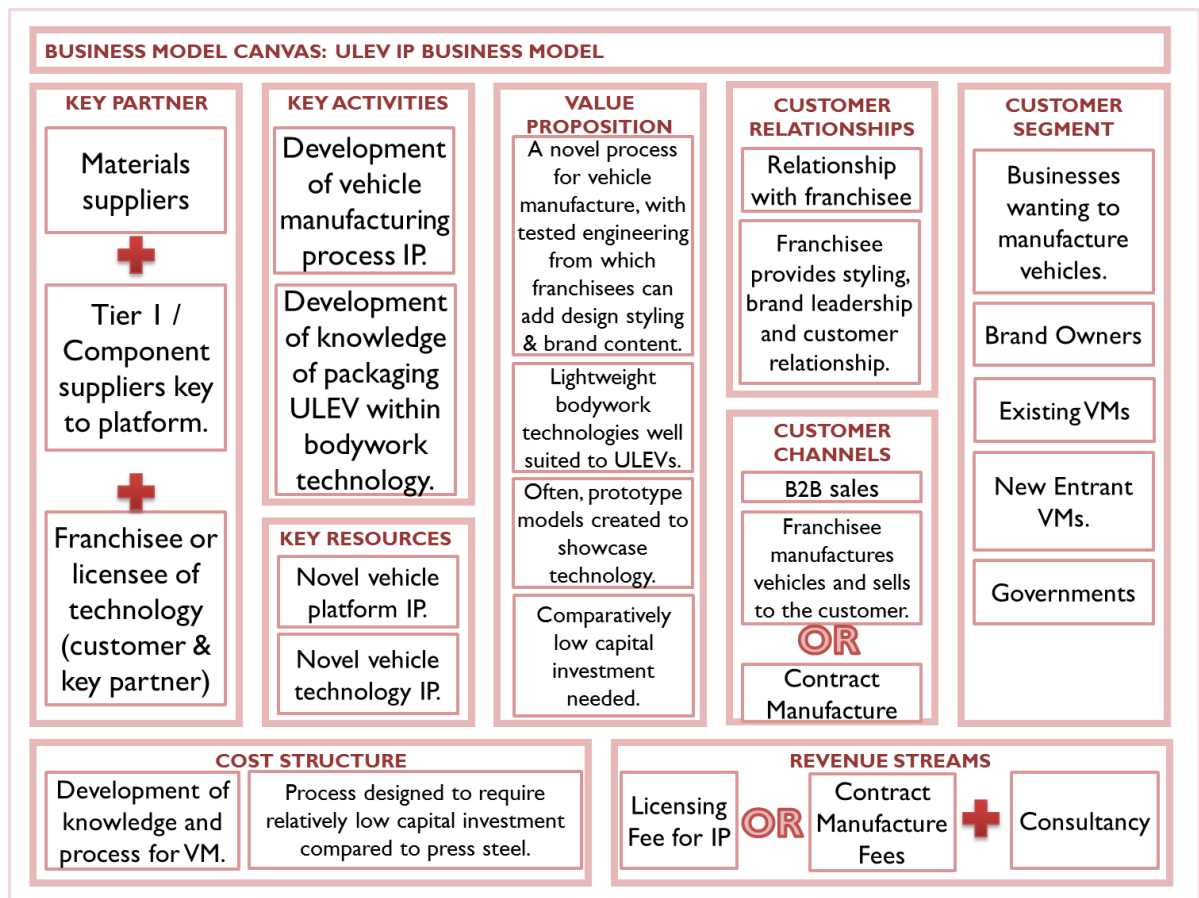 BUSINESS MODEL CANVAS: ULEV IP BUSINESS MODEL
KEY PARTNER
Materials
suppliers
Tier 1 /
Component
suppliers key
to platform.
Franchisee or
licensee of
technology
(customer &
key partner)
KEY ACTIVITIES
Development
of vehicle
manufacturing
process IP.
Development
of knowledge
of packaging
ULEV within
bodywork
technology.
KEY RESOURCES
Novel vehicle
platform IP.
Novel vehicle
technology IP.
VALUE
PROPOSITION
A novel process
for vehicle
manufacture, with
tested engineering
from which
franchisees can
add design styling
& brand content.
Lightweight
bodywork
technologies well
suited to ULEVs.
Often, prototype
models created to
showcase
technology.
Comparatively
low capital
investment
needed.
CUSTOMER
RELATIONSHIPS
Relationship
with franchisee
Franchisee
provides styling,
brand leadership
and customer
relationship.
CUSTOMER
CHANNELS
B2B sales
Franchisee
manufactures
vehicles and sells
to the customer.
OR
Contract
Manufacture
CUSTOMER
SEGMENT
Businesses
wanting to
manufacture
vehicles.
Brand Owners
Existing VMs
New Entrant
VMs.
Governments
COST STRUCTURE
Development of
knowledge and
process for VM.
Process designed to require
relatively low capital investment
compared to press steel.
REVENUE STREAMS
Licensing
Fee for IP
OR
Contract
Manufacture
Fees
Consultancy